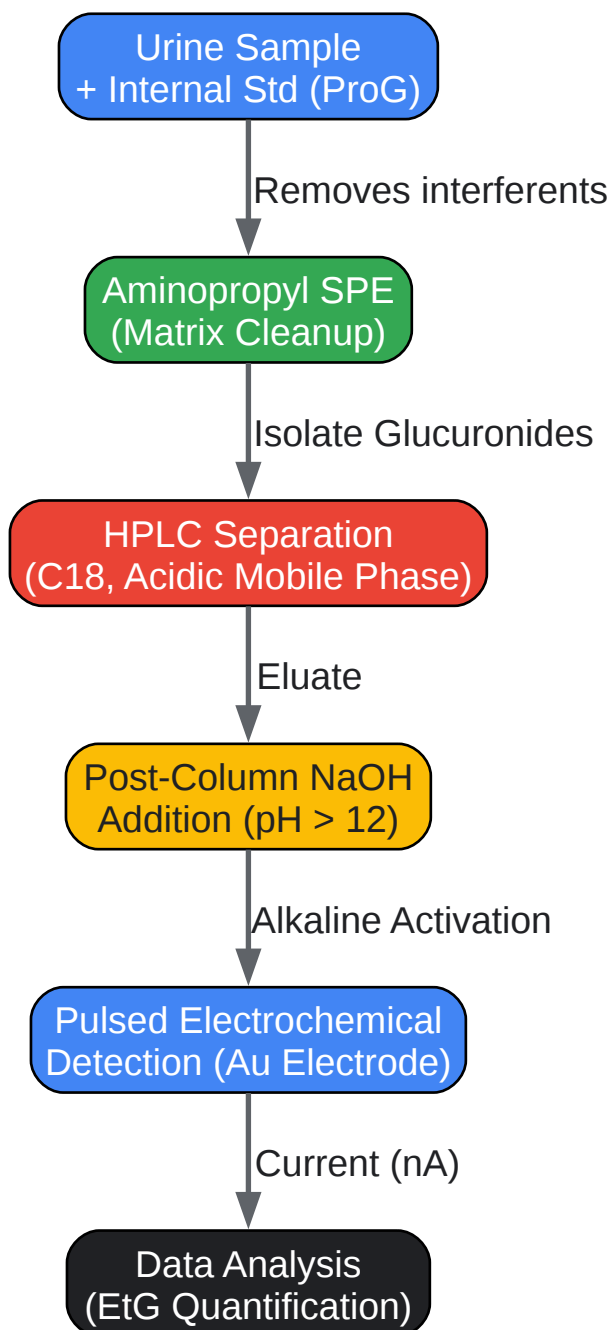 Urine Sample
+ Internal Std (ProG)
Removes interferents
Aminopropyl SPE
(Matrix Cleanup)
Isolate Glucuronides
HPLC Separation
(C18, Acidic Mobile Phase)
Eluate
Post-Column NaOH
Addition (pH > 12)
Alkaline Activation
Pulsed Electrochemical
Detection (Au Electrode)
Current (nA)
Data Analysis
(EtG Quantification)